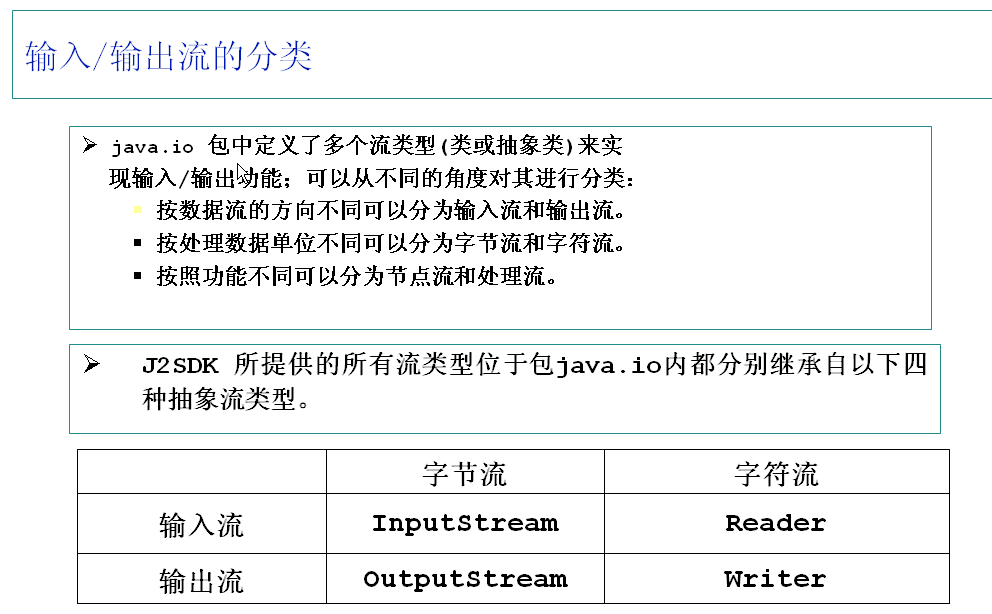 输入/输出流的分类
java.io 包中定义了多个流类型(类或抽象类)来实
现输入/输出功能；可以从不同的角度对其进行分类：
按数据流的方向不同可以分为输入流和输出流。
按处理数据单位不同可以分为字节流和字符流。
按照功能不同可以分为节点流和处理流。
J2SDK 所提供的所有流类型位于包java.io内都分别继承自以下四
种抽象流类型。
字节流 字符流
输入流 InputStream Reader
输出流 OutputStream Writer